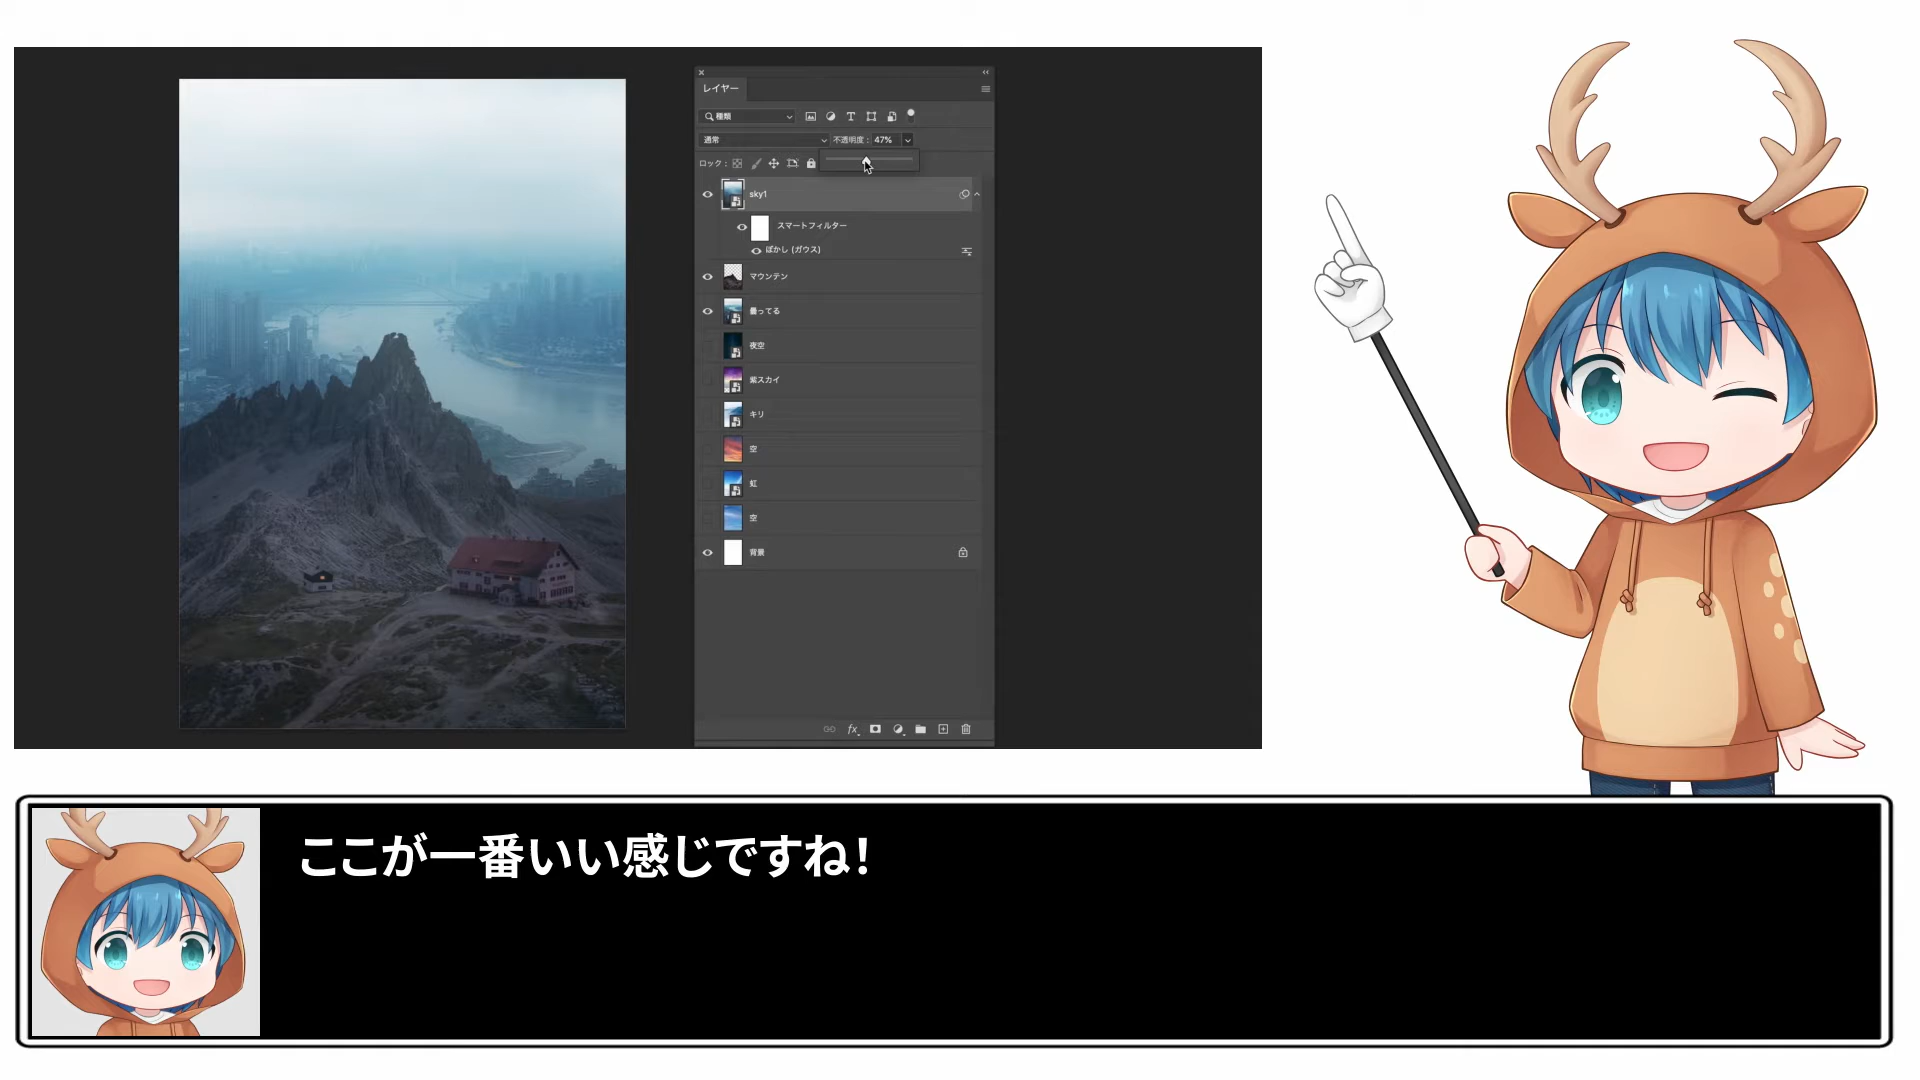 レイヤー
種類
通常
不透明度： 47%
ロック：
sky1
スマートフィルター
ぼかし (ガウス)
マウンテン
曇ってる
夜空
紫スカイ
キリ
空
虹
空
背景
fx
ここが一番いい感じですね！